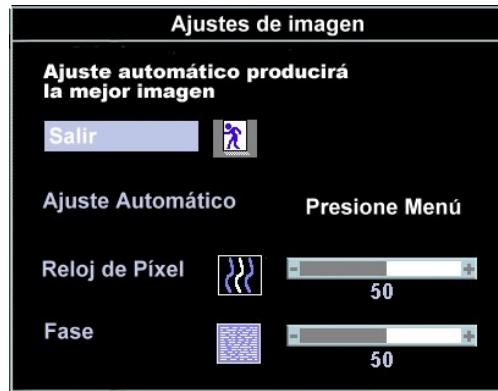 Ajustes de imagen
Ajuste automático producirá
la mejor imagen
Salir
Ajuste Automático Presione Menú
Reloj de Píxel - +
50
Fase - +
50